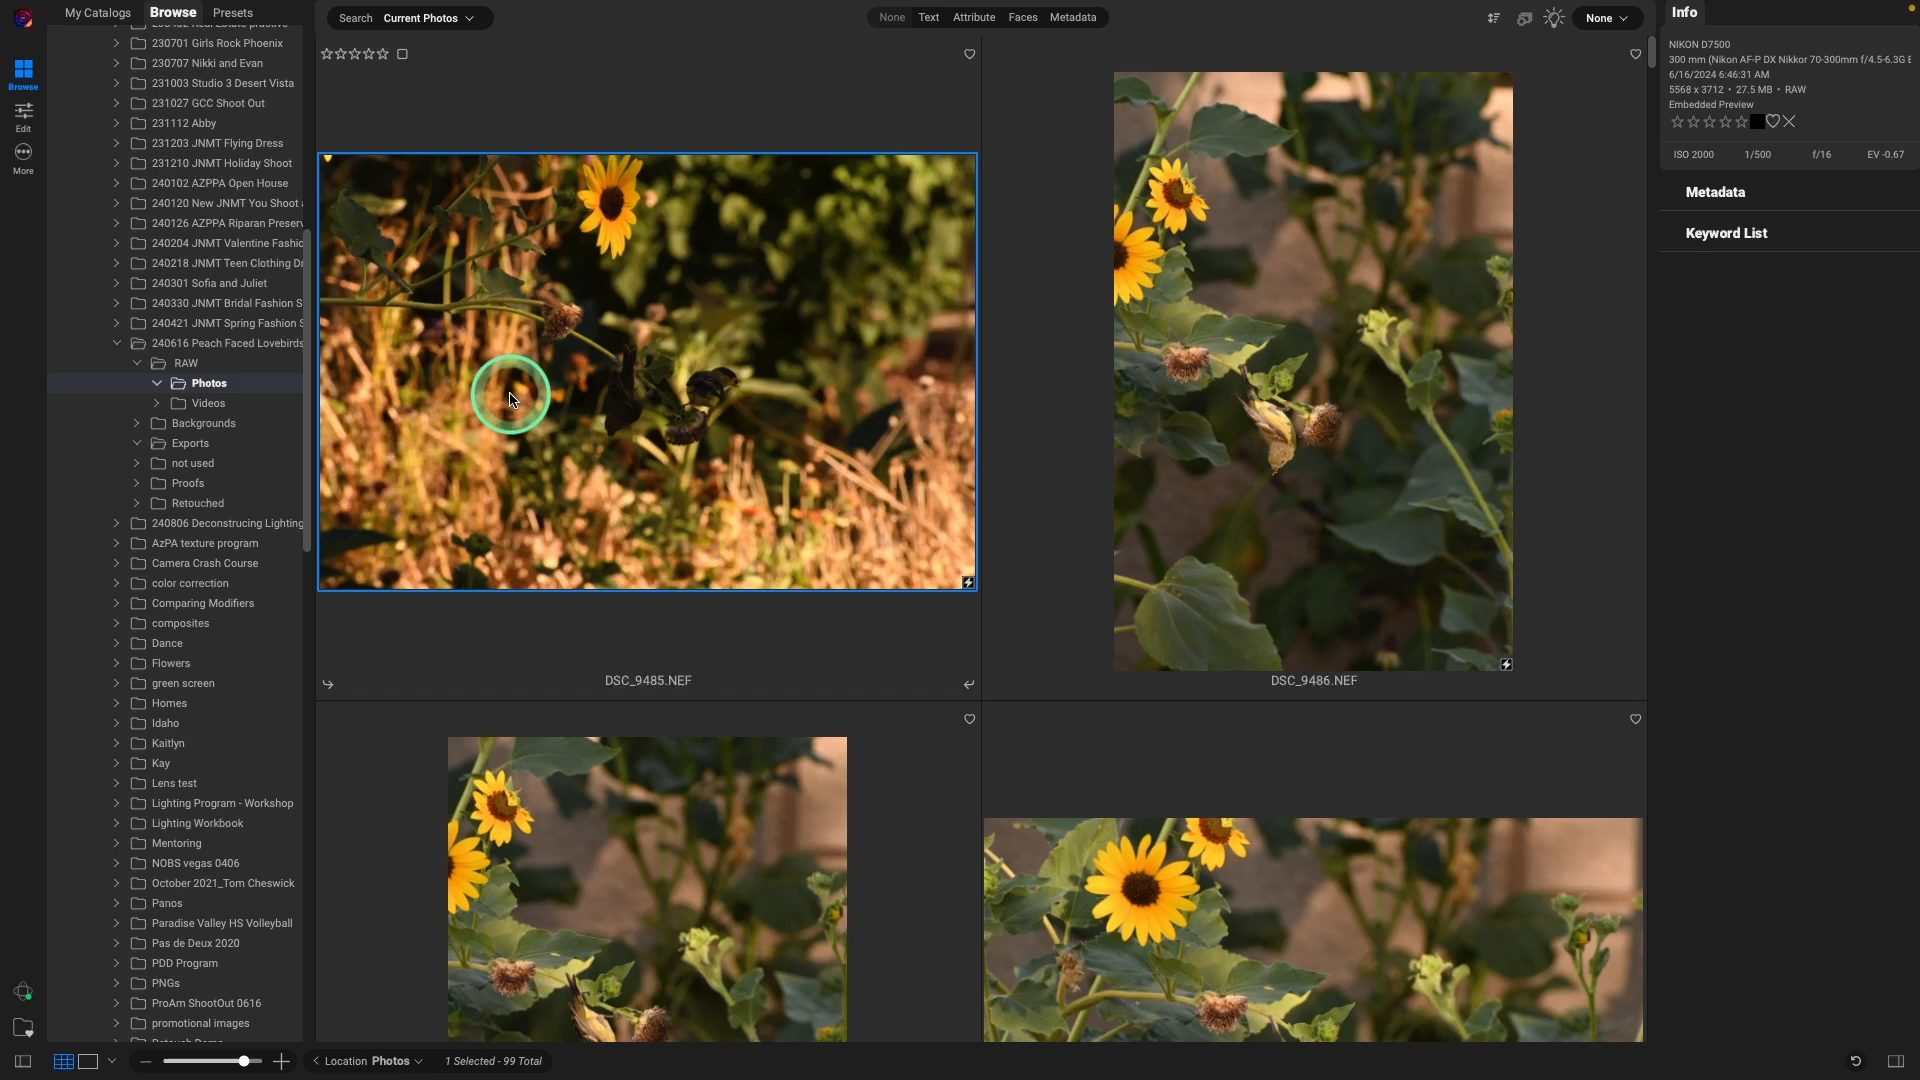 My Catalogs
Browse
Presets
Search
Current Photos
None
Text
Attribute
Faces
Metadata
None
Info
Browse
Edit
More
230701 Girls Rock Phoenix
230707 Nikki and Evan
231003 Studio 3 Desert Vista
231027 GCC Shoot Out
231112 Abby
231203 JNMT Flying Dress
231210 JNMT Holiday Shoot
240102 AZPPA Open House
240120 New JNMT You Shoot
240126 AZPPA Riparan Preserv
240204 JNMT Valentine Fashio
240218 JNMT Teen Clothing Dr
240301 Sofia and Juliet
240330 JNMT Bridal Fashion S
240421 JNMT Spring Fashion S
240616 Peach Faced Lovebirds
RAW
Photos
Videos
Backgrounds
Exports
not used
Proofs
Retouched
240806 Deconstrucing Lighting
AzPA texture program
Camera Crash Course
color correction
Comparing Modifiers
composites
Dance
Flowers
green screen
Homes
Idaho
Kaitlyn
Kay
Lens test
Lighting Program - Workshop
Lighting Workbook
Mentoring
NOBS vegas 0406
October 2021_Tom Cheswick
Panos
Paradise Valley HS Volleyball
Pas de Deux 2020
PDD Program
PNGs
ProAm ShootOut 0616
promotional images
DSC_9485.NEF
DSC_9486.NEF
NIKON D7500
300 mm (Nikon AF-P DX Nikkor 70-300mm f/4.5-6.3G E
6/16/2024 6:46:31 AM
5568 x 3712 • 27.5 MB • RAW
Embedded Preview
ISO 2000
1/500
f/16
EV -0.67
Metadata
Keyword List
Location Photos
1 Selected - 99 Total